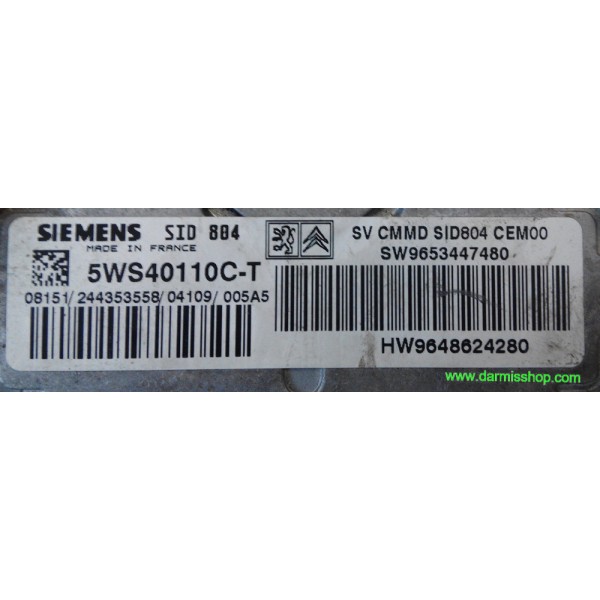 SIEMENS SID 804
MADE IN FRANCE
5WS40110C-T
08151/244353558/04109/005A5
SV CMMD SID804 CEM00
SW9653447480
HW9648624280
www.darmisshop.com